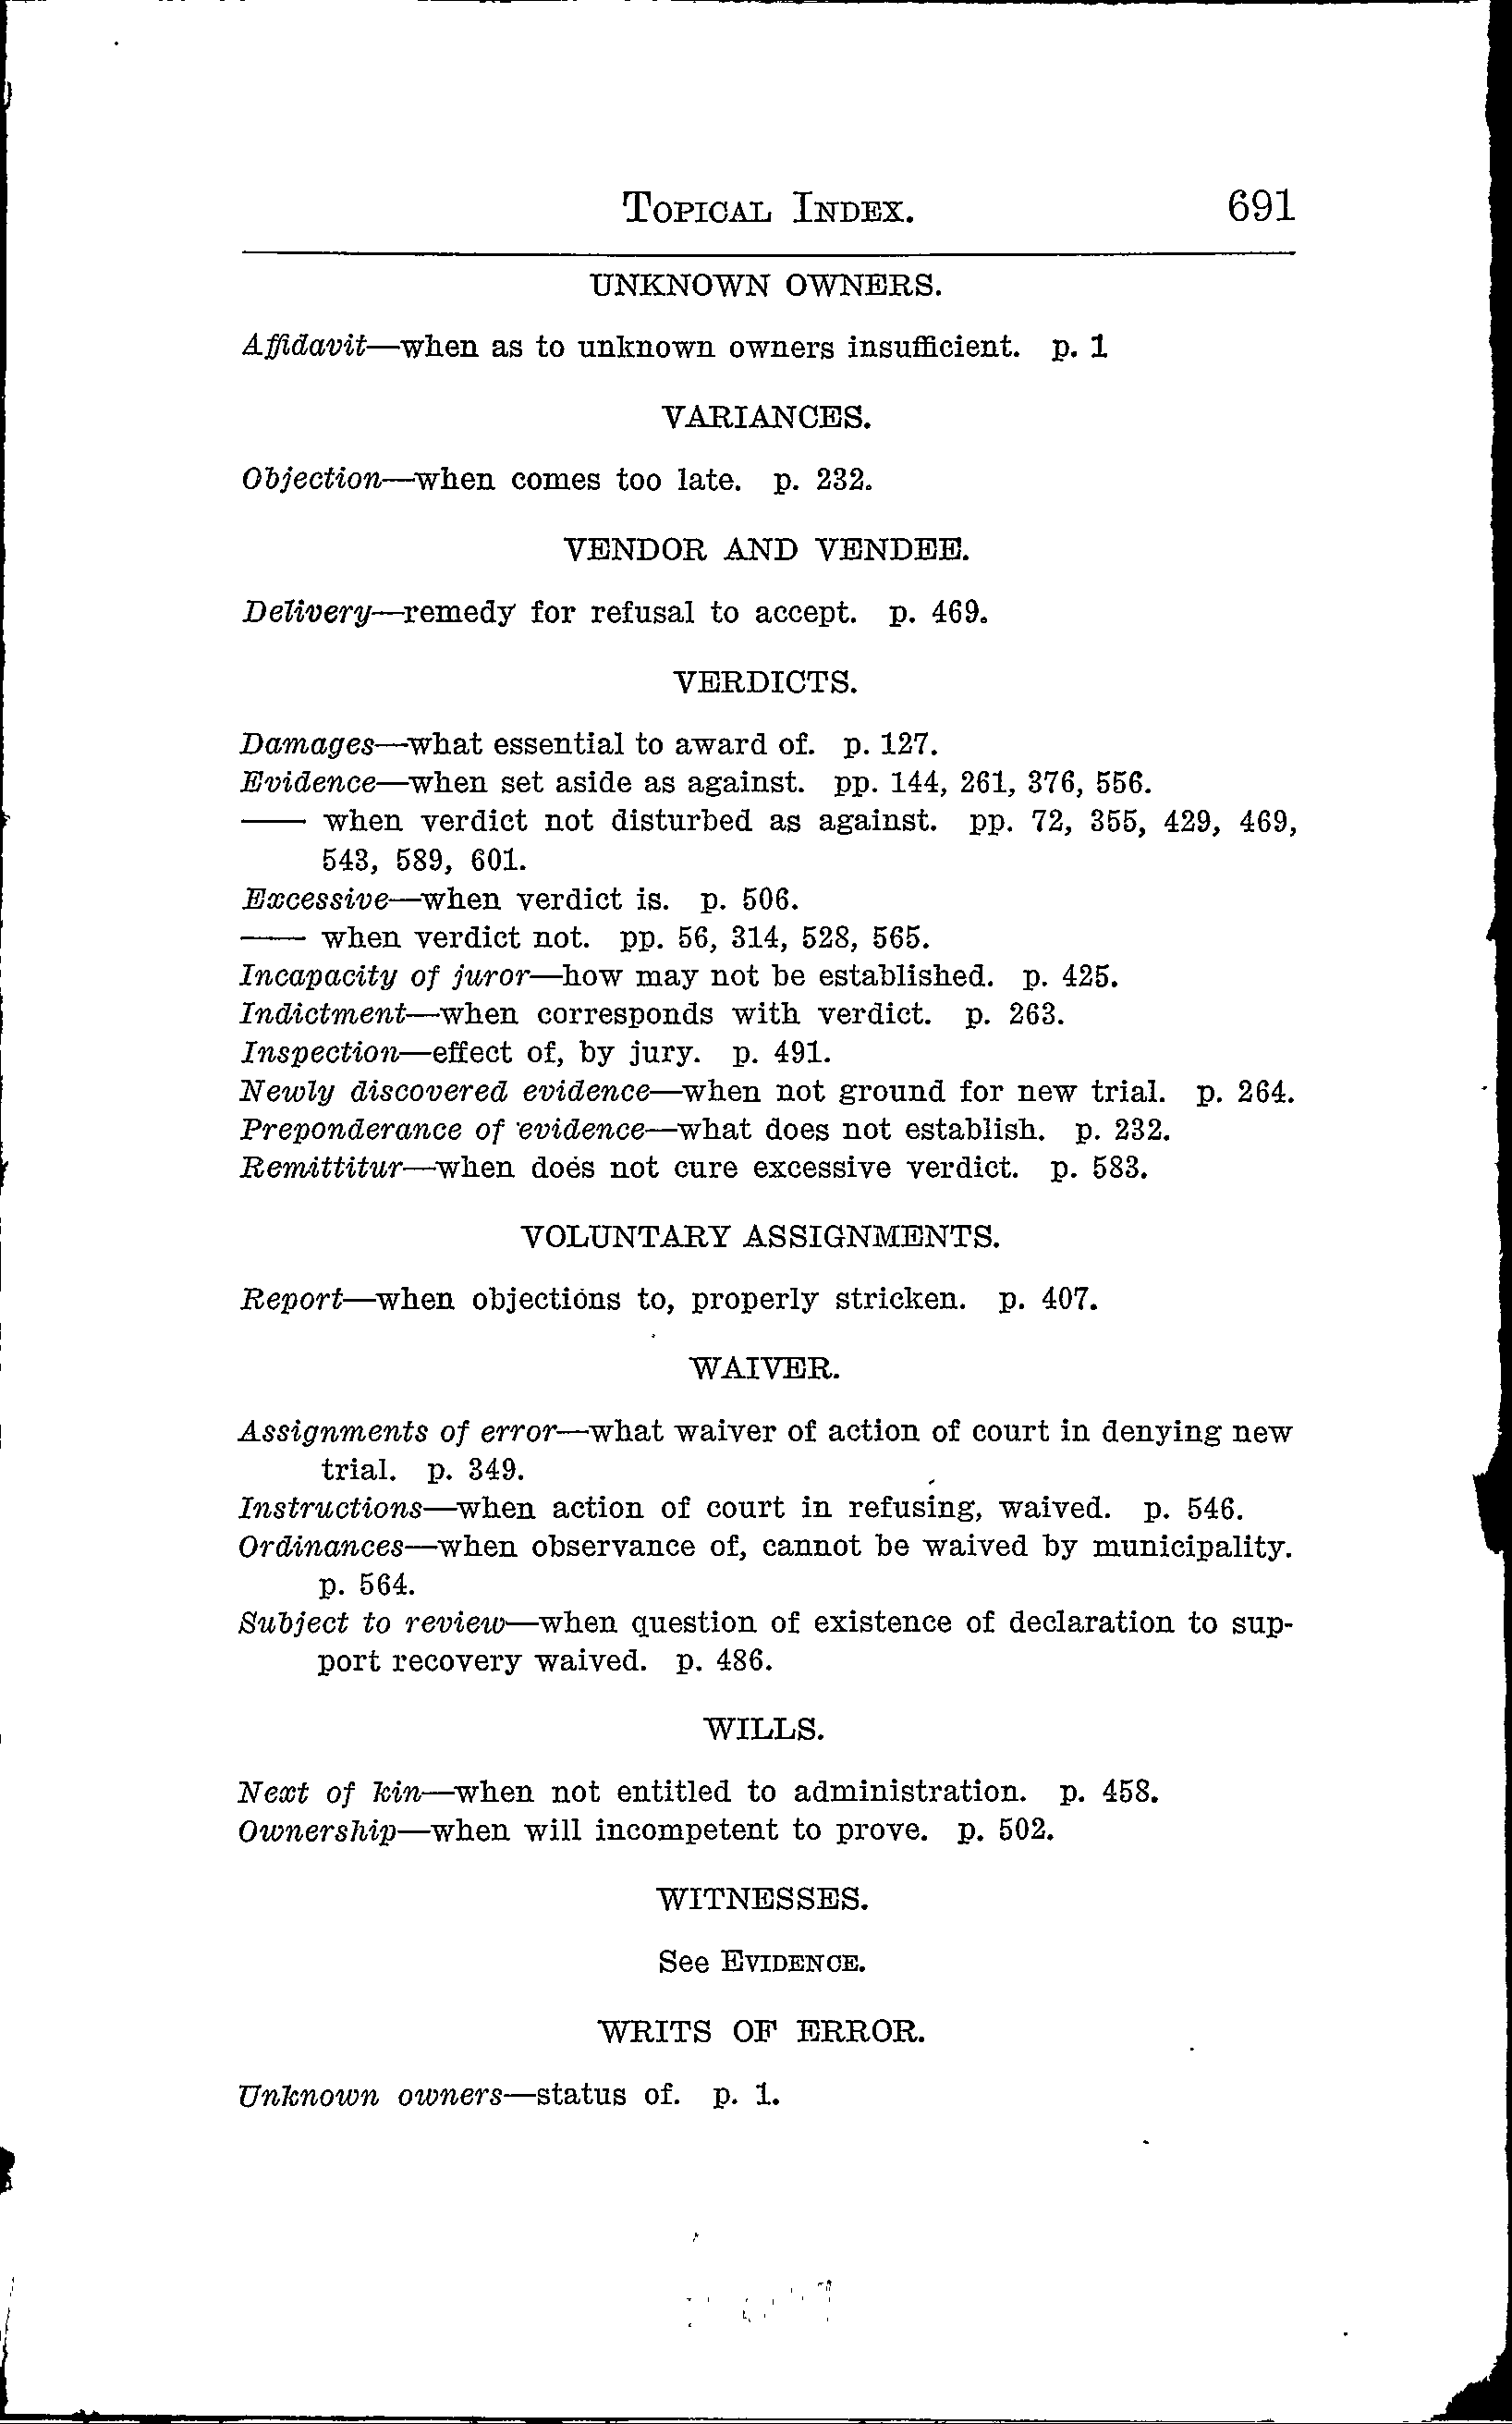 TOPICAL INDEX. 691
UNKNOWN OWNERS.
Affidavit—when as to unknown owners insufficient. p. 1
VARIANCES.
Objection—when comes too late. p. 232.
VENDOR AND VENDEE.
Delivery—remedy for refusal to accept. p. 469.
VERDICTS.
Damages—what essential to award of. p. 127.
Evidence—when set aside as against. pp. 144, 261, 376, 556.
—— when verdict not disturbed as against. pp. 72, 355, 429, 469,
543, 589, 601.
Excessive—when verdict is. p. 506.
—— when verdict not. pp. 56, 314, 528, 565.
Incapacity of juror—how may not be established. p. 425.
Indictment—when corresponds with verdict. p. 263.
Inspection—effect of, by jury. p. 491.
Newly discovered evidence—when not ground for new trial. p. 264.
Preponderance of evidence—what does not establish. p. 232.
Remittitur—when does not cure excessive verdict. p. 583.
VOLUNTARY ASSIGNMENTS.
Report—when objections to, properly stricken. p. 407.
WAIVER.
Assignments of error—what waiver of action of court in denying new
trial. p. 349.
Instructions—when action of court in refusing, waived. p. 546.
Ordinances—when observance of, cannot be waived by municipality.
p. 564.
Subject to review—when question of existence of declaration to sup-
port recovery waived. p. 486.
WILLS.
Next of kin—when not entitled to administration. p. 458.
Ownership—when will incompetent to prove. p. 502.
WITNESSES.
See EVIDENCE.
WRITS OF ERROR.
Unknown owners—status of. p. 1.